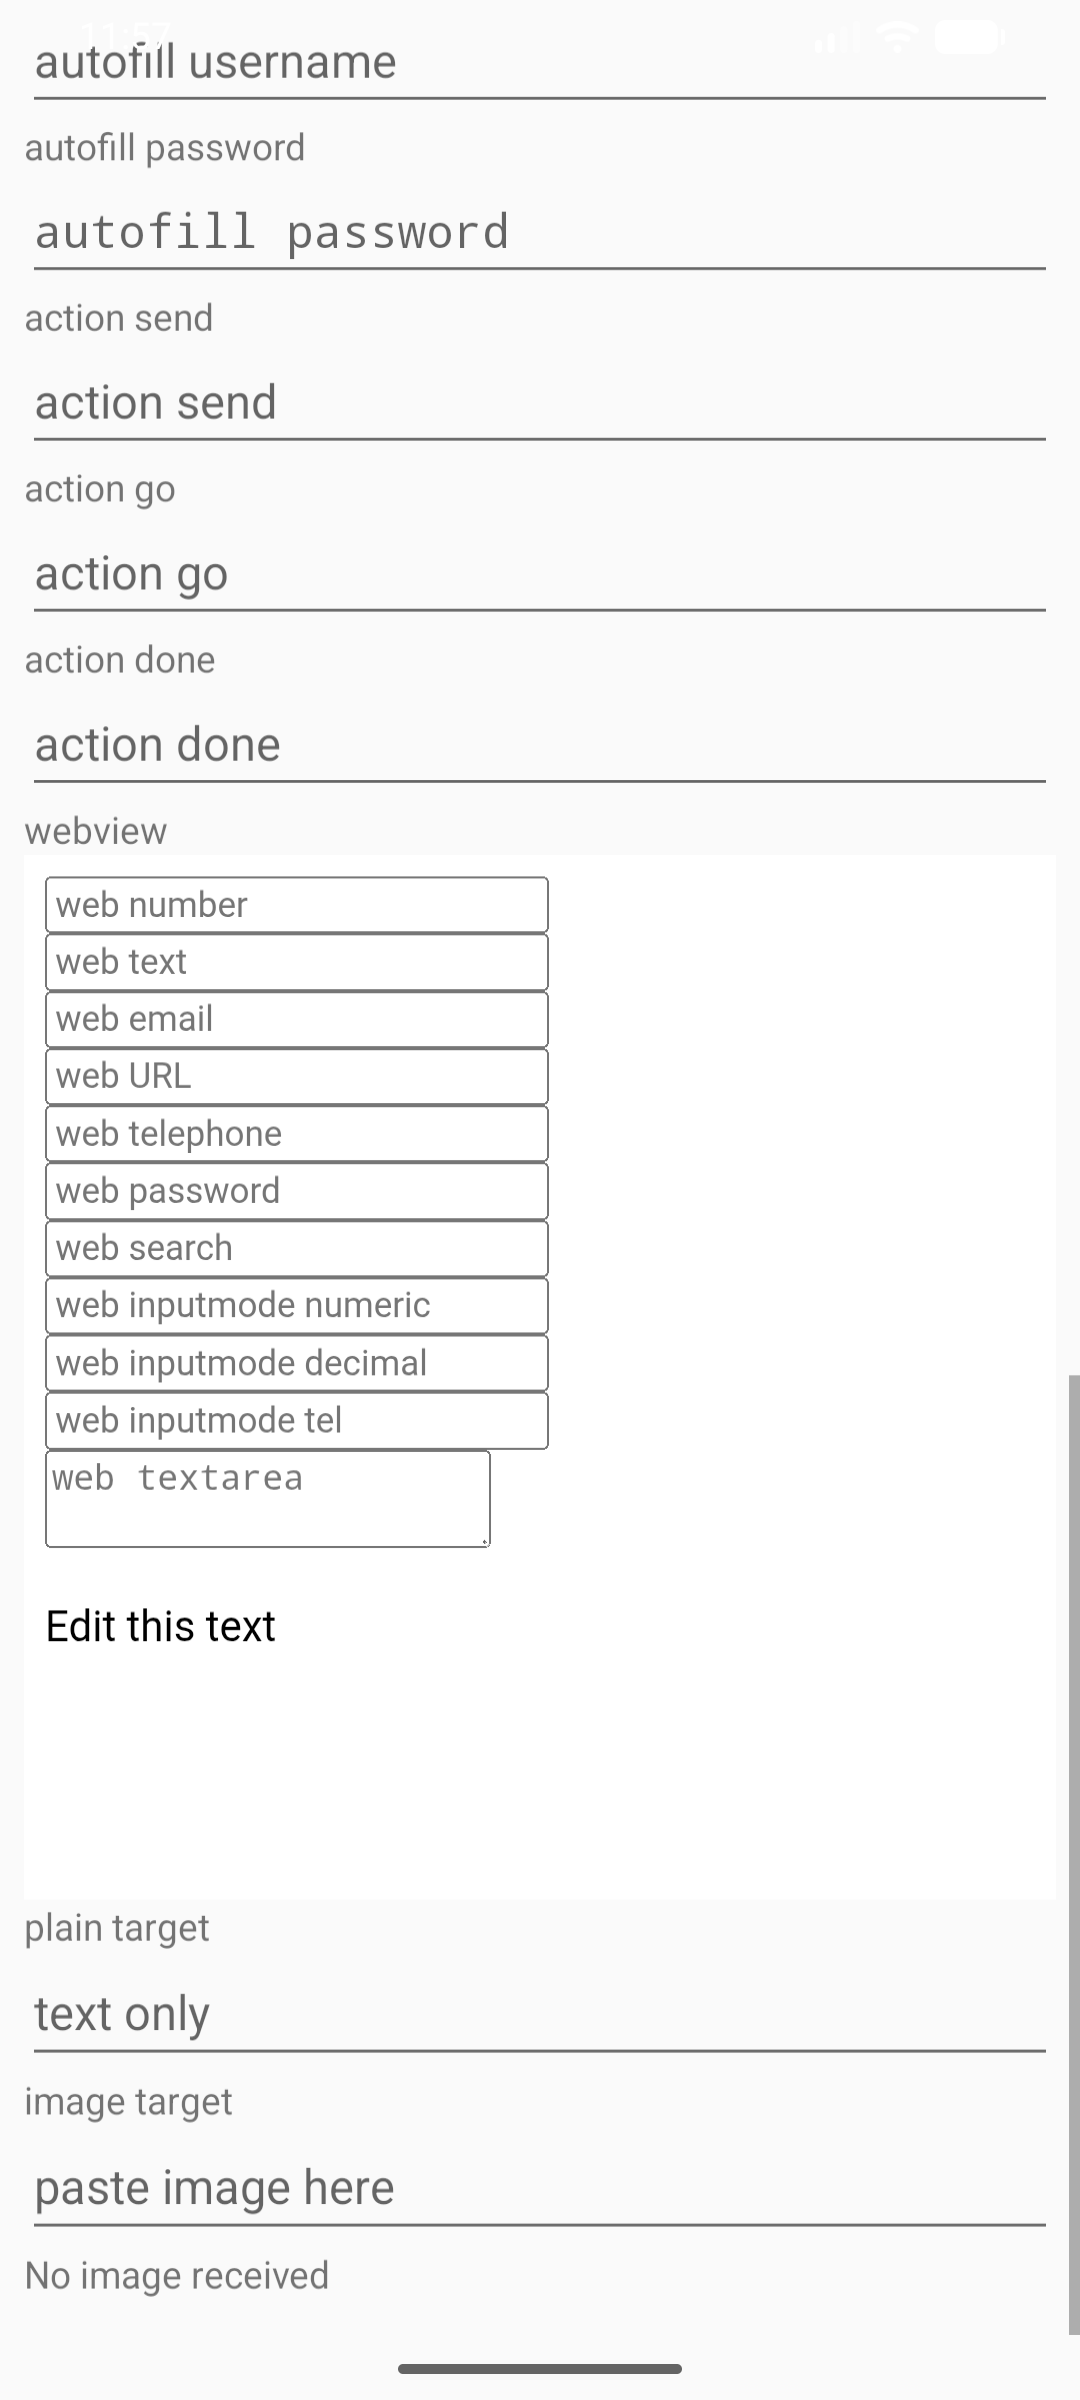 11:57
autofill username
autofill password
autofill password
action send
action send
action go
action go
action done
action done
webview
web number
web text
web email
web URL
web telephone
web password
web search
web inputmode numeric
web inputmode decimal
web inputmode tel
web textarea
Edit this text
plain target
text only
image target
paste image here
No image received